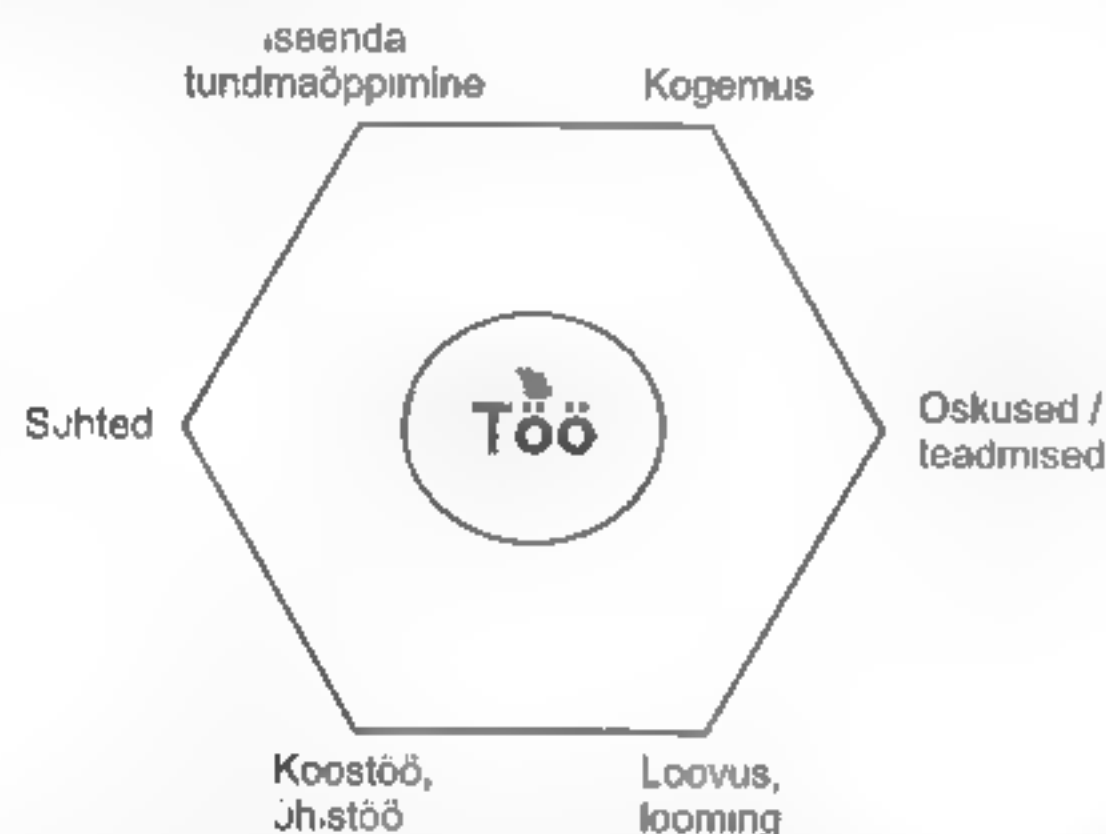 iseenda
tundmaõppimine
Kogemus
Suhted
Töö
Oskused /
teadmised
Koostöö,
ühistöö
Loovus,
looming